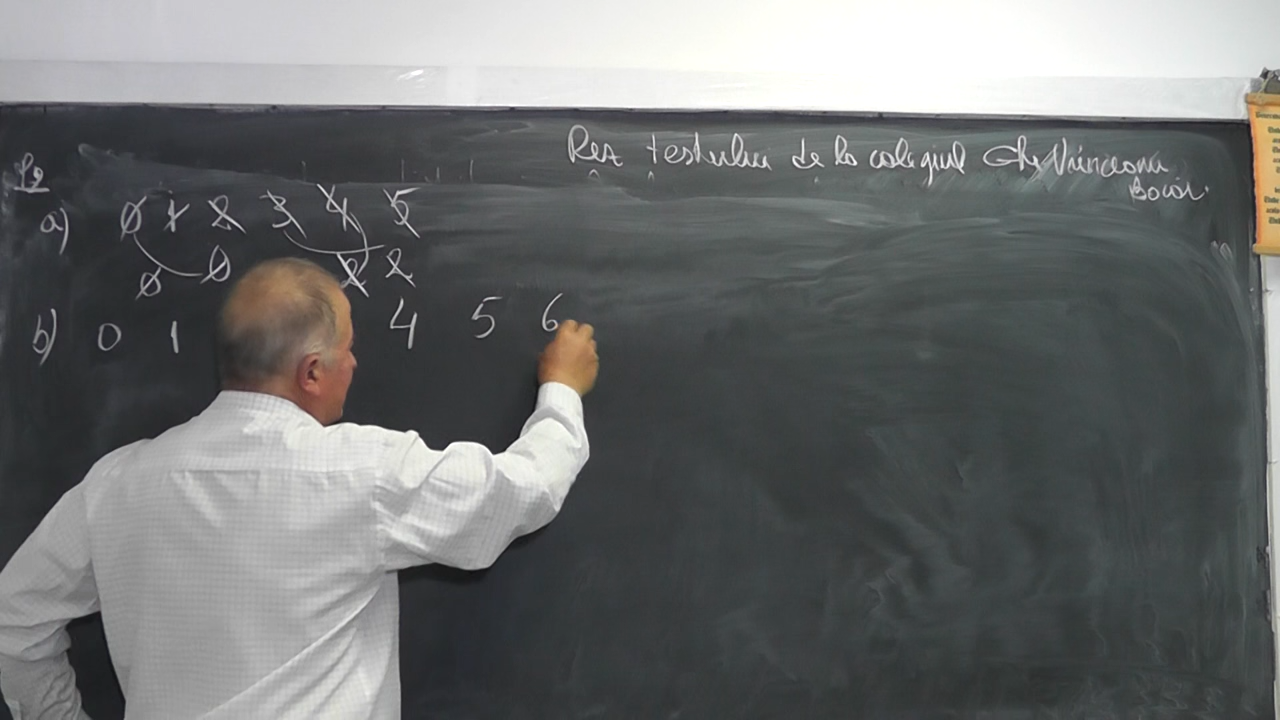 Rez testului de la colegiul Gh Vrînceanu
Bacău
a) 0 1 2 3 4 5
0 0 2 2
b) 0 1 4 5 6